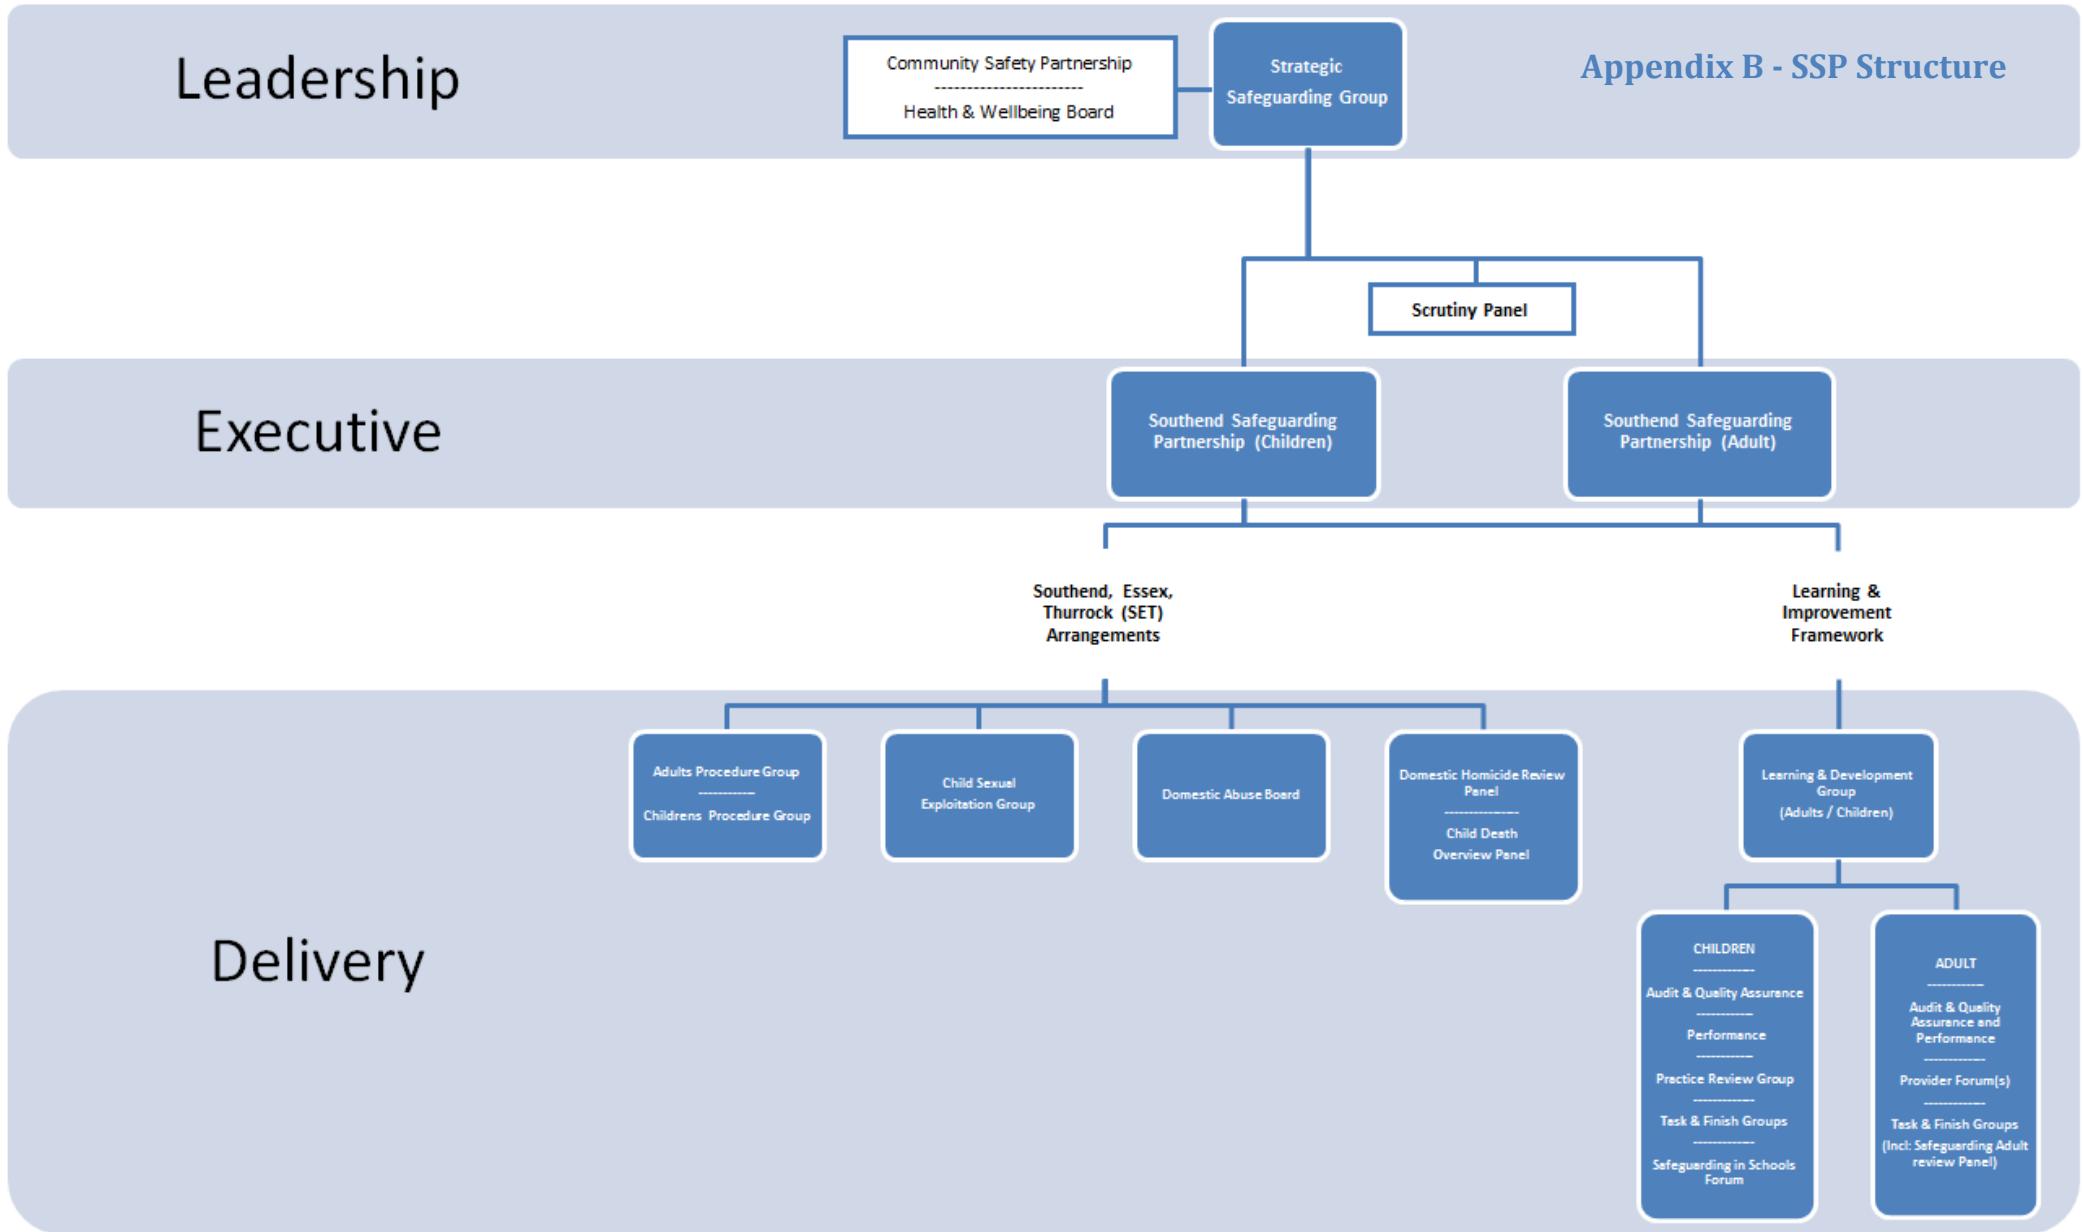 Leadership
Community Safety Partnership
-----------------------
Health & Wellbeing Board
Strategic
Safeguarding Group
Appendix B - SSP Structure
Scrutiny Panel
Executive
Southend Safeguarding
Partnership (Children)
Southend Safeguarding
Partnership (Adult)
Southend, Essex,
Thurrock (SET)
Arrangements
Learning &
Improvement
Framework
Delivery
Adults Procedure Group
------------
Childrens Procedure Group
Child Sexual
Exploitation Group
Domestic Abuse Board
Domestic Homicide Review
Panel
----------------
Child Death
Overview Panel
Learning & Development
Group
(Adults / Children)
CHILDREN
-------------
Audit & Quality Assurance
------------
Performance
------------
Practice Review Group
-------------
Task & Finish Groups
-------------
Safeguarding in Schools
Forum
ADULT
------------
Audit & Quality
Assurance and
Performance
-------------
Provider Forum(s)
-------------
Task & Finish Groups
(Incl: Safeguarding Adult
review Panel)